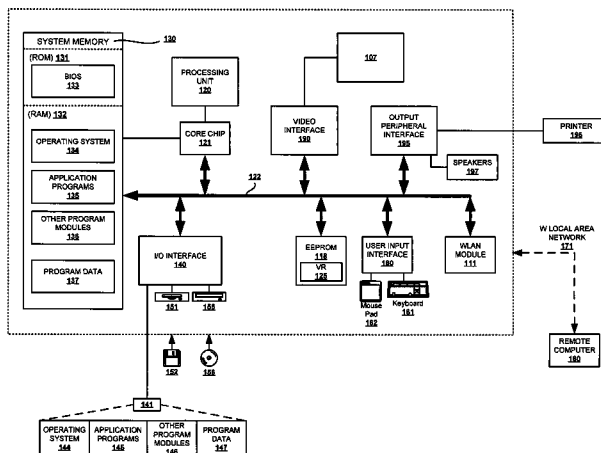 SYSTEM MEMORY 130
(ROM) 131
BIOS
133
(RAM) 132
OPERATING SYSTEM
134
APPLICATION
PROGRAMS
135
OTHER PROGRAM
MODULES
136
PROGRAM DATA
137
PROCESSING
UNIT
120
CORE CHIP
121
107
VIDEO
INTERFACE
190
OUTPUT
PERIPHERAL
INTERFACE
195
PRINTER
196
SPEAKERS
197
122
I/O INTERFACE
140
151
155
EEPROM
118
VR
125
USER INPUT
INTERFACE
160
Mouse
Pad
162
Keyboard
161
WLAN
MODULE
111
W LOCAL AREA
NETWORK
171
REMOTE
COMPUTER
180
152
156
141
OPERATING
SYSTEM
144
APPLICATION
PROGRAMS
145
OTHER
PROGRAM
MODULES
146
PROGRAM
DATA
147